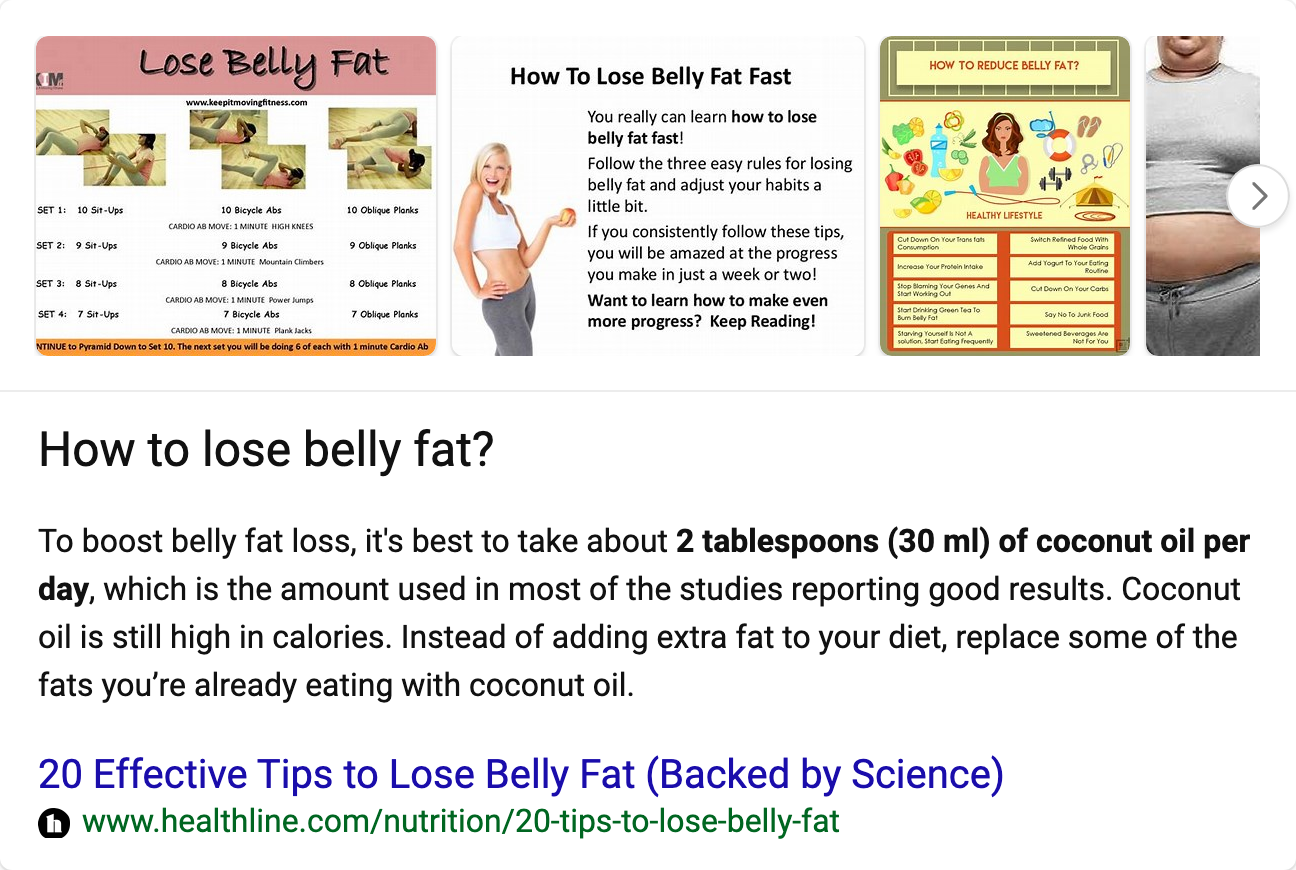 Lose Belly Fat
www.keepitmovingfitness.com
SET 1: 10 Sit-Ups 10 Bicycle Abs 10 Oblique Planks
CARDIO AB MOVE: 1 MINUTE HIGH KNEES
SET 2: 9 Sit-Ups 9 Bicycle Abs 9 Oblique Planks
CARDIO AB MOVE: 1 MINUTE Mountain Climbers
SET 3: 8 Sit-Ups 8 Bicycle Abs 8 Oblique Planks
CARDIO AB MOVE: 1 MINUTE Power Jumps
SET 4: 7 Sit-Ups 7 Bicycle Abs 7 Oblique Planks
CARDIO AB MOVE: 1 MINUTE Plank Jacks
NTINUE to Pyramid Down to Set 10. The next set you will be doing 6 of each with 1 minute Cardio Ab
How To Lose Belly Fat Fast
You really can learn how to lose
belly fat fast!
Follow the three easy rules for losing
belly fat and adjust your habits a
little bit.
If you consistently follow these tips,
you will be amazed at the progress
you make in just a week or two!
Want to learn how to make even
more progress? Keep Reading!
HOW TO REDUCE BELLY FAT?
HEALTHY LIFESTYLE
Cut Down On Your Trans fats
Consumption
Increase Your Protein Intake
Stop Blaming Your Genes And
Start Working Out
Start Drinking Green Tea To
Burn Belly Fat
Starving Yourself Is Not A
solution, Start Eating Frequently
Switch Refined Food With
Whole Grains
Add Yogurt To Your Eating
Routine
Cut Down On Your Carbs
Say No To Junk Food
Sweetened Beverages Are
Not For You
How to lose belly fat?
To boost belly fat loss, it's best to take about 2 tablespoons (30 ml) of coconut oil per
day, which is the amount used in most of the studies reporting good results. Coconut
oil is still high in calories. Instead of adding extra fat to your diet, replace some of the
fats you’re already eating with coconut oil.
20 Effective Tips to Lose Belly Fat (Backed by Science)
h www.healthline.com/nutrition/20-tips-to-lose-belly-fat